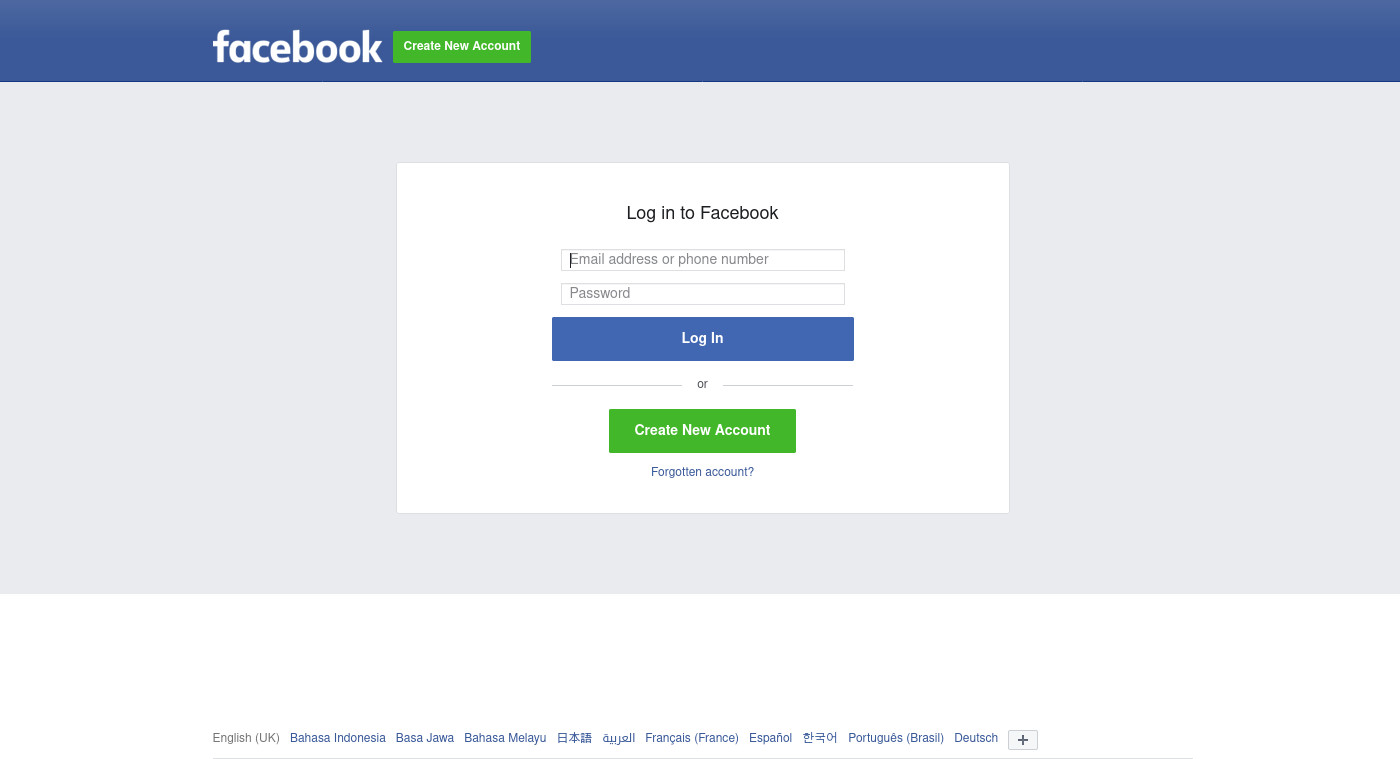 facebook
Create New Account
Log in to Facebook
Email address or phone number
Password
Log In
or
Create New Account
Forgotten account?
English (UK) Bahasa Indonesia Basa Jawa Bahasa Melayu 日本語 العربية Français (France) Español 한국어 Português (Brasil) Deutsch +